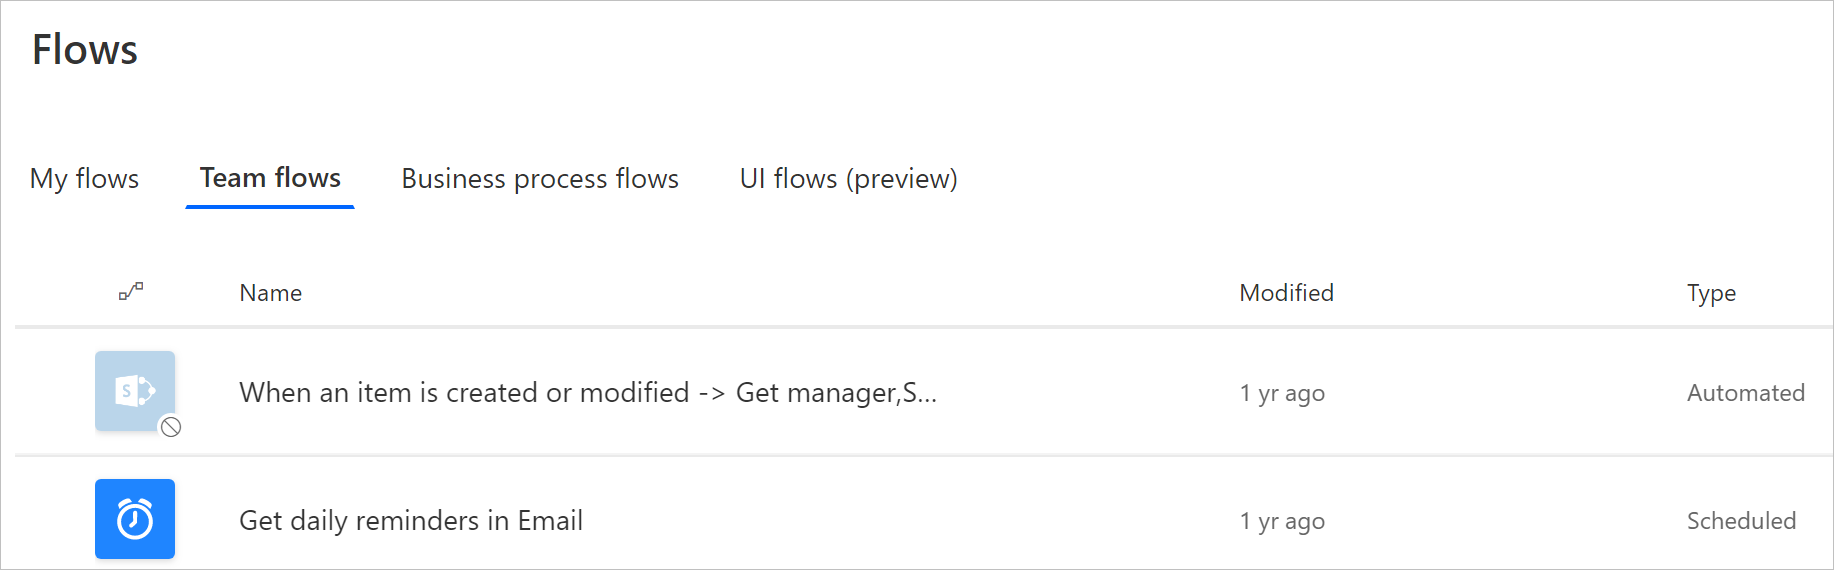 Flows
My flows Team flows Business process flows UI flows (preview)
Name Modified Type
S
When an item is created or modified -> Get manager,S... 1 yr ago Automated
Get daily reminders in Email 1 yr ago Scheduled